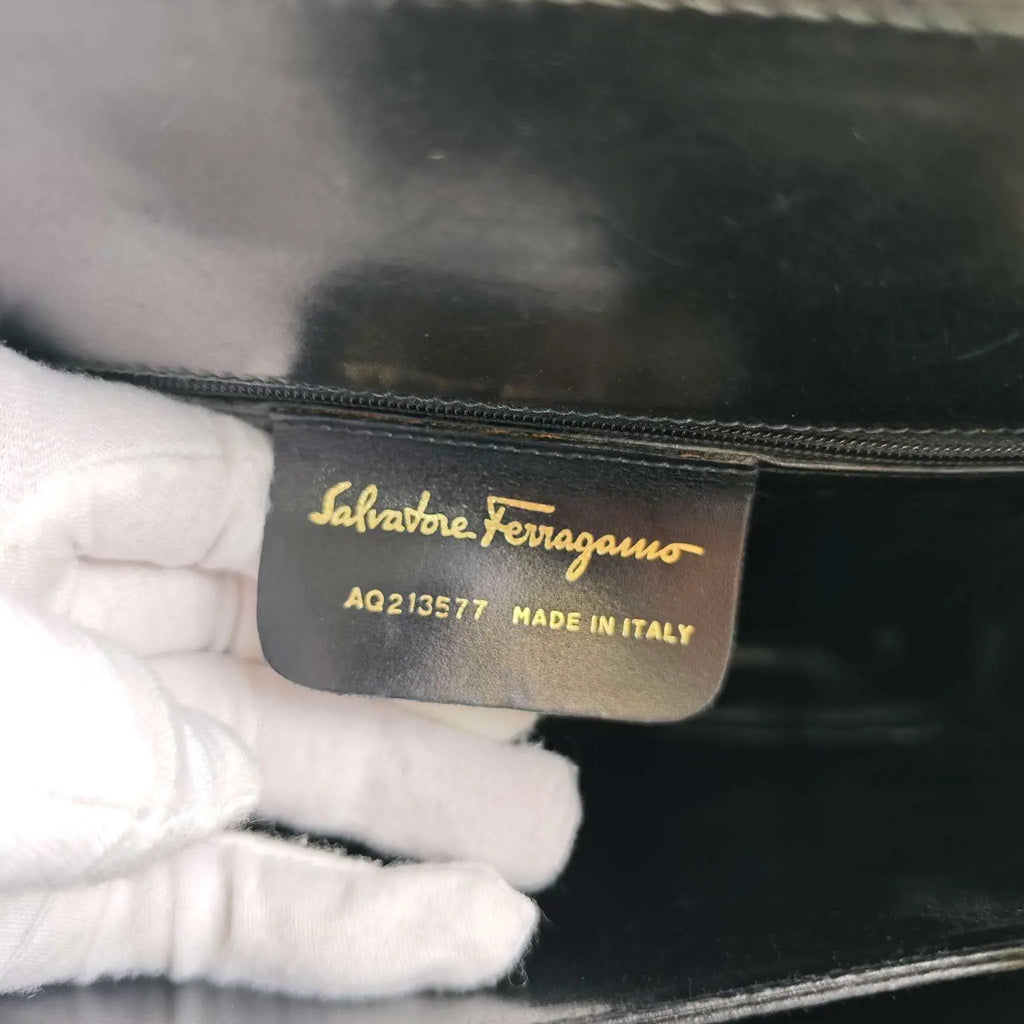 Salvatore Ferragamo
AQ213577 MADE IN ITALY